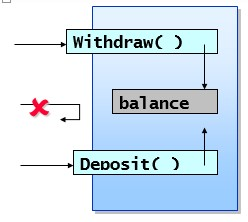 Withdraw( )
balance
Deposit( )